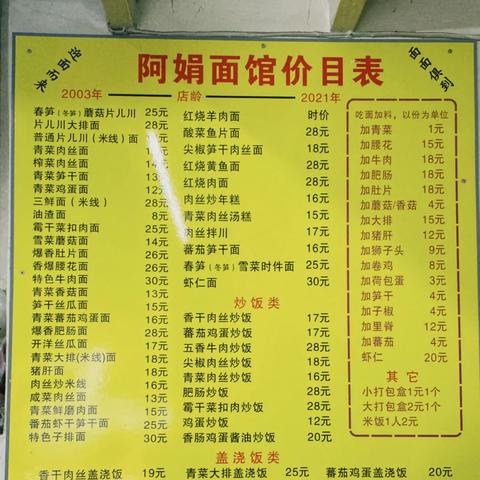 迎面而来
阿娟面馆价目表
面面俱到
2003年 店龄 2021年
春笋(冬笋)蘑菇片儿川 25元
片儿川大排面 28元
普通片儿川(米线)面
青菜肉丝面
榨菜肉丝面 14元
青菜笋干面
青菜鸡蛋面 12元
三鲜面(米线) 28元
油渣面 8元
霉干菜扣肉面 28元
雪菜蘑菇面 14元
爆香肚片面 26元
香爆腰花面 26元
特色牛肉面 30元
青菜香菇面 13元
笋干丝瓜面 15元
青菜蕃茄鸡蛋面 16元
爆香肥肠面 28元
开洋丝瓜面 17元
青菜大排(米线)面 18元
猪肝面 18元
肉丝炒米线 16元
咸菜肉丝面 13元
青菜鲜磨肉面 15元
番茄虾干笋干面 25元
特色子排面 30元
红烧羊肉面 时价
酸菜鱼片面 28元
尖椒笋干肉丝面 18元
红烧黄鱼面 28元
红烧肉面 28元
肉丝炒年糕 16元
青菜肉丝汤糕 15元
肉丝拌川 17元
蕃茄笋干面 16元
春笋(冬笋)雪菜时件面 25元
虾仁面 30元
炒饭类
香干肉丝炒饭 17元
蕃茄鸡蛋炒饭 17元
五香牛肉炒饭 28元
尖椒肉丝炒饭 18元
青菜肉丝炒饭 16元
肥肠炒饭 28元
霉干菜扣肉炒饭 28元
鸡蛋炒饭 12元
香肠鸡蛋酱油炒饭 20元
吃面加料，以份为单位
加青菜 1元
加腰花 15元
加牛肉 18元
加肥肠 18元
加肚片 18元
加蘑菇/香菇 4元
加大排 15元
加猪肝 12元
加狮子头 9元
加卷鸡 8元
加荷包蛋 3元
加笋干 4元
加子椒 4元
加里脊 12元
加蕃茄 4元
虾仁 20元
其它
小打包盒1元1个
大打包盒2元1个
米饭1人2元
盖浇饭类
香干肉丝盖浇饭 19元 青菜大排盖浇饭 25元 蕃茄鸡蛋盖浇饭 20元